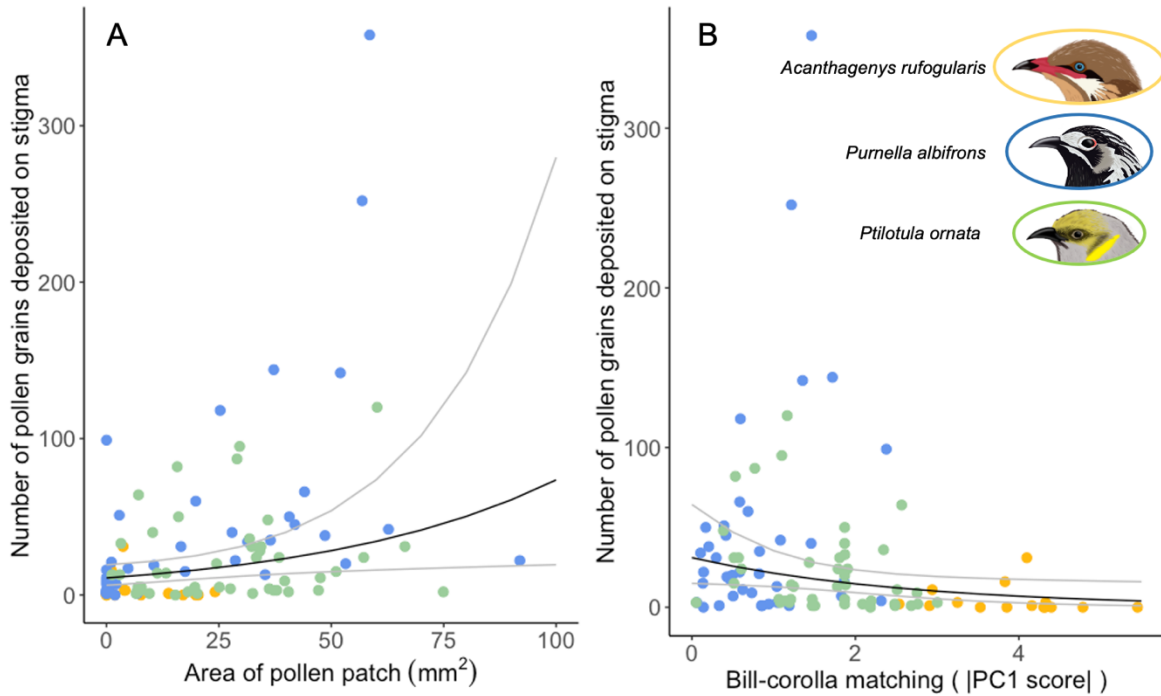 A
Number of pollen grains deposited on stigma
300
200
100
0
0
25
50
75
100
Area of pollen patch (mm²)
B
Number of pollen grains deposited on stigma
300
200
100
0
0
2
4
Bill-corolla matching ( |PC1 score| )
Acanthagenys rufogularis
Purnella albifrons
Ptilotula ornata